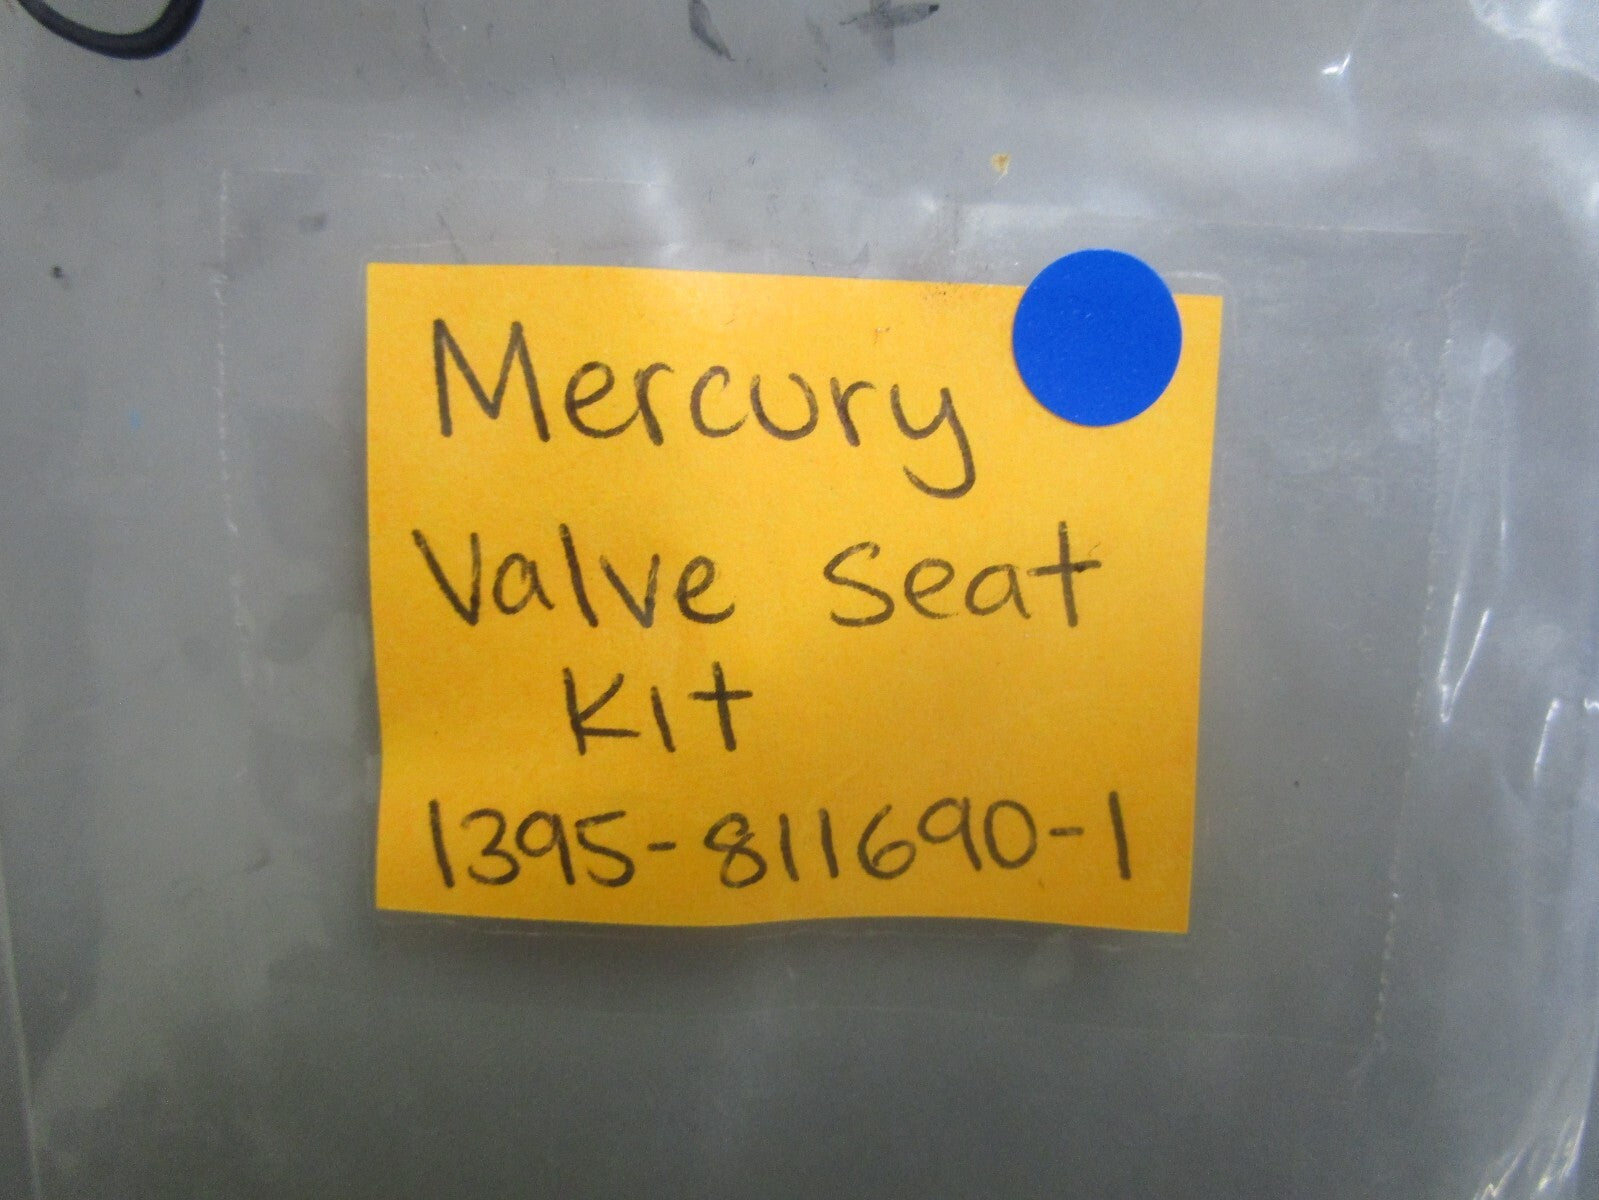 Mercury
Valve Seat
Kit
1395-811690-1